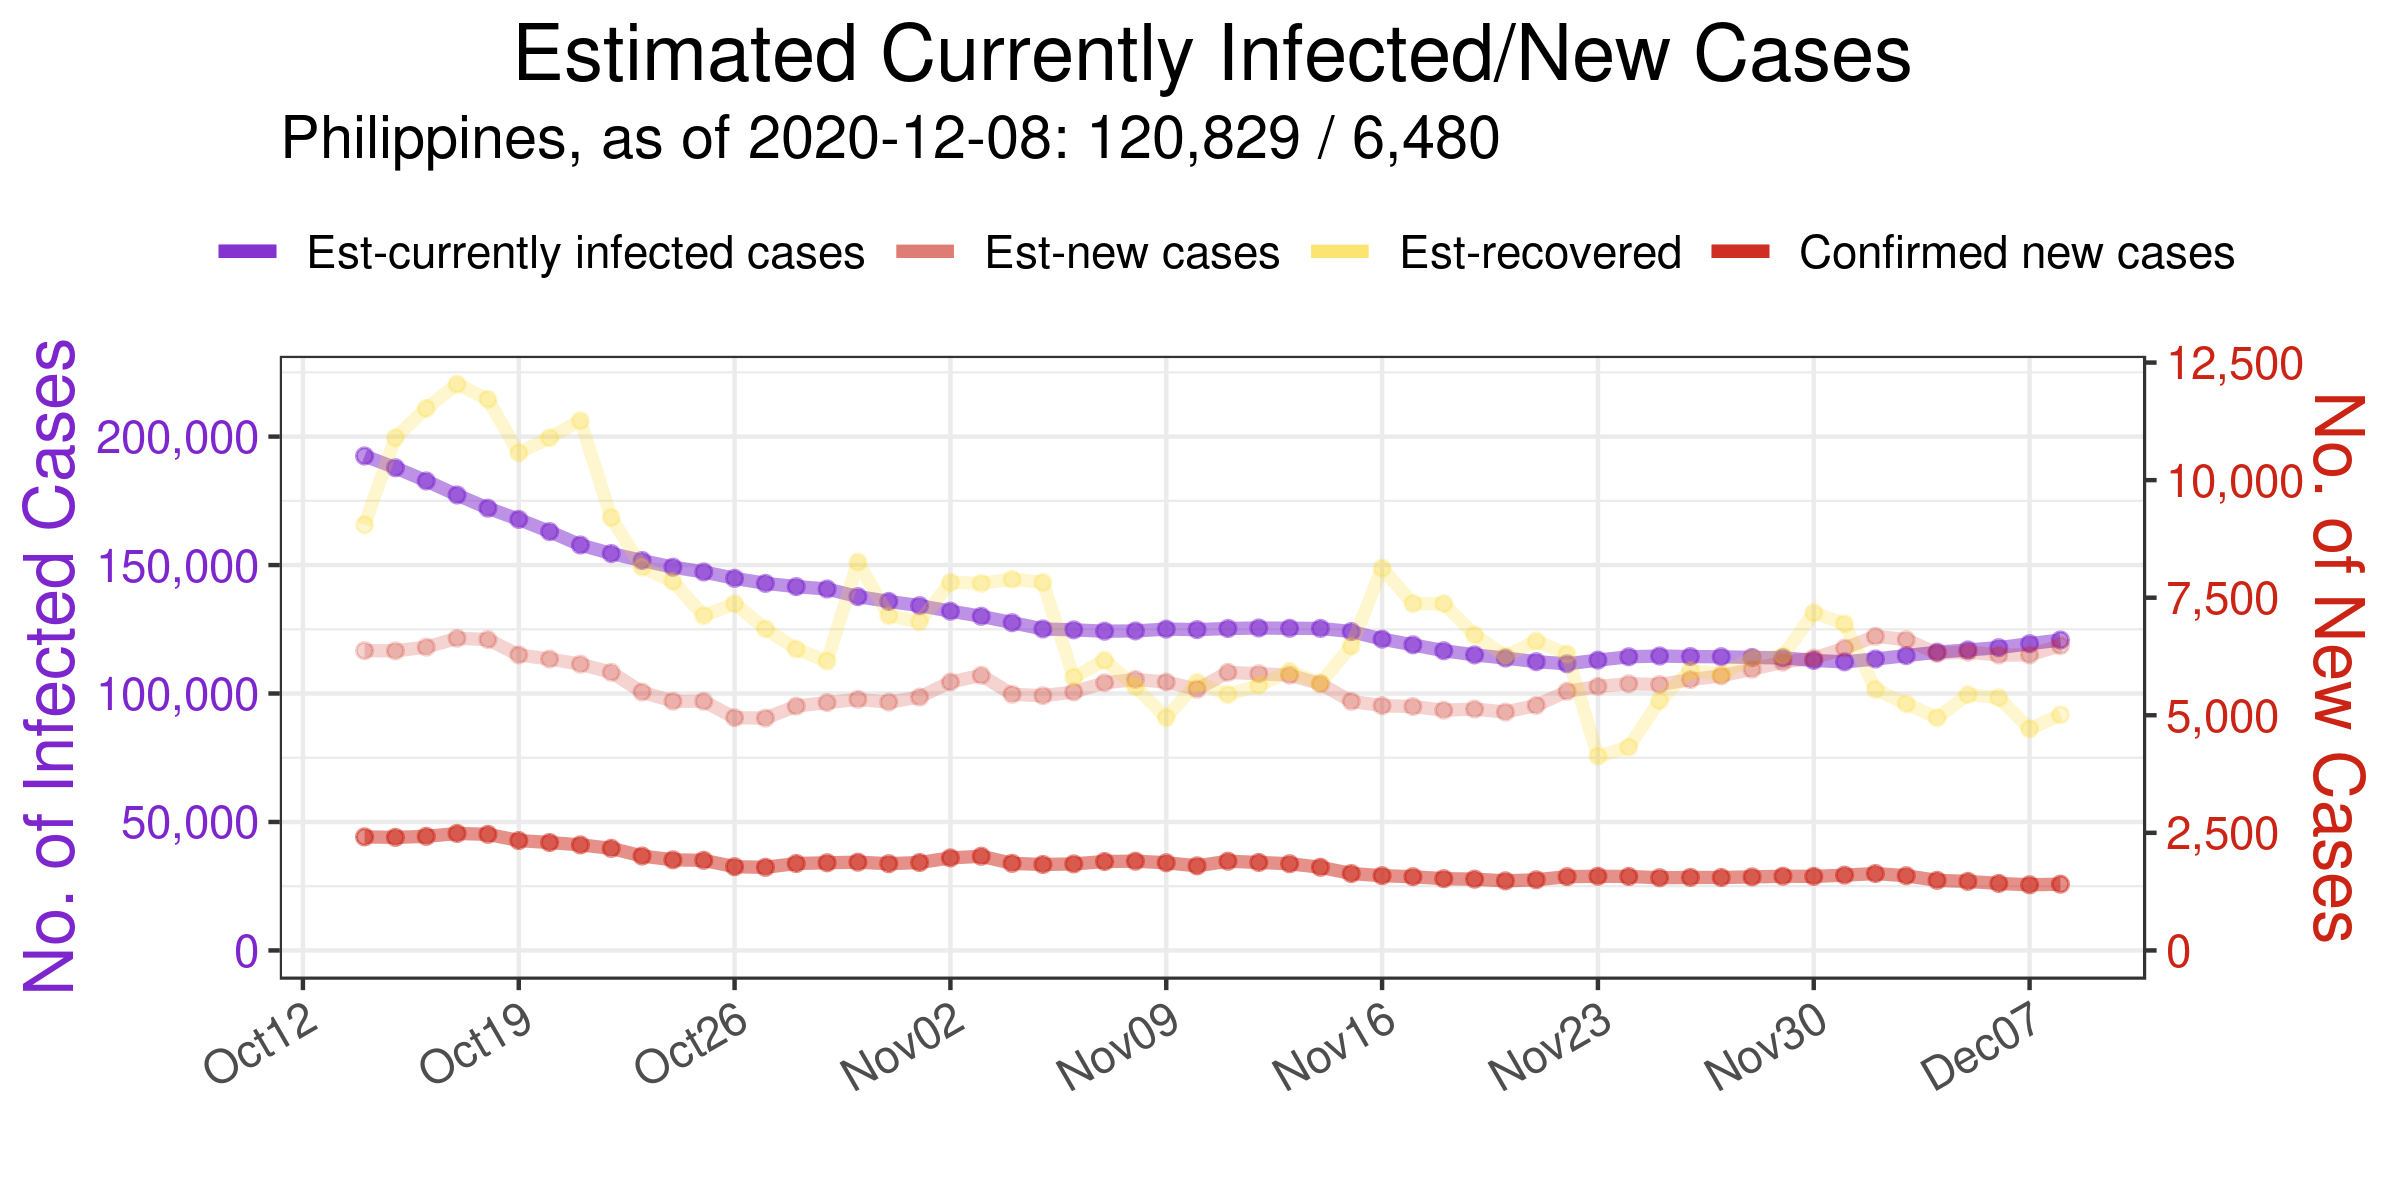 Estimated Currently Infected/New Cases
Philippines, as of 2020-12-08: 120,829 / 6,480
Est-currently infected cases Est-new cases Est-recovered Confirmed new cases
No. of Infected Cases
200,000
150,000
100,000
50,000
0
12,500
10,000
7,500
5,000
2,500
0
No. of New Cases
Oct12 Oct19 Oct26 Nov02 Nov09 Nov16 Nov23 Nov30 Dec07